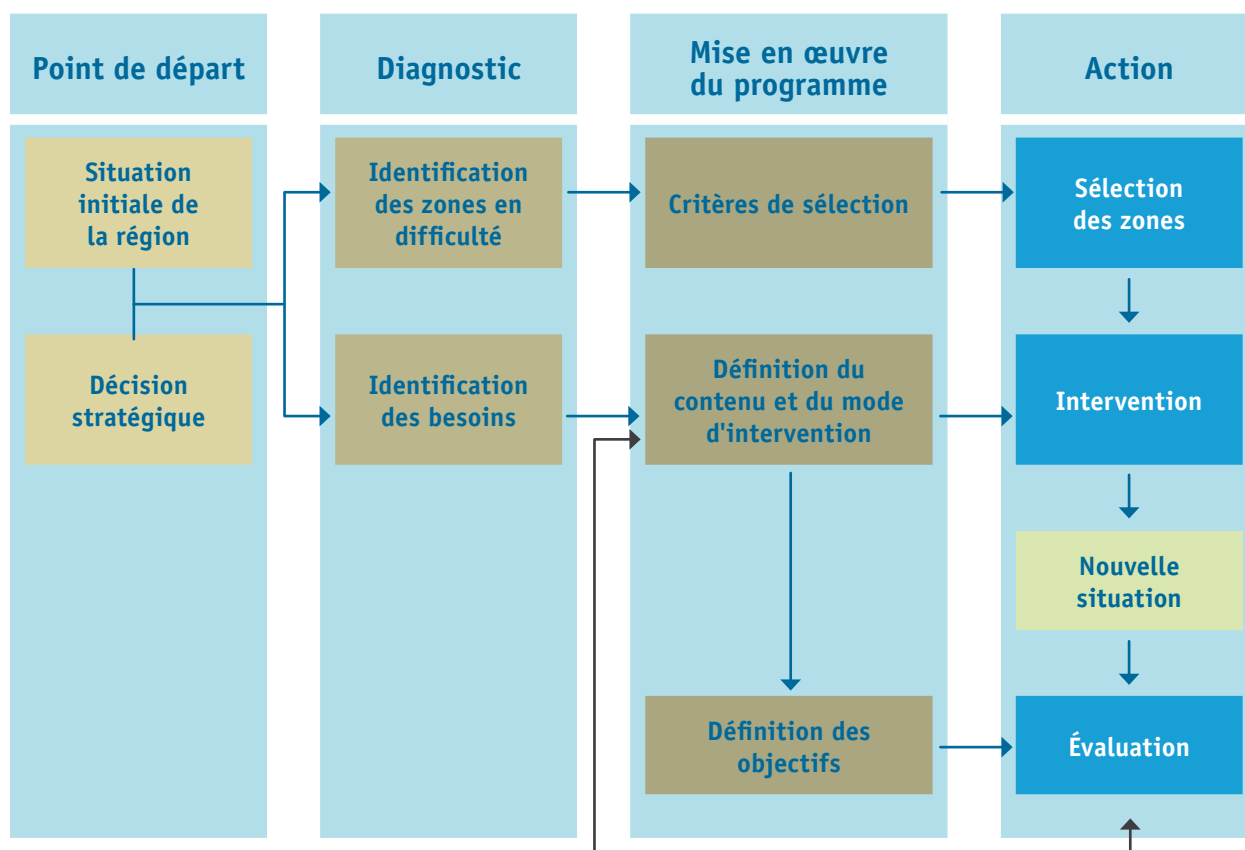 Point de départ
Diagnostic
Mise en œuvre
du programme
Action
Situation
initiale de
la région
Identification
des zones en
difficulté
Critères de sélection
Sélection
des zones
Décision
stratégique
Identification
des besoins
Définition du
contenu et du mode
d'intervention
Intervention
Nouvelle
situation
Définition des
objectifs
Évaluation